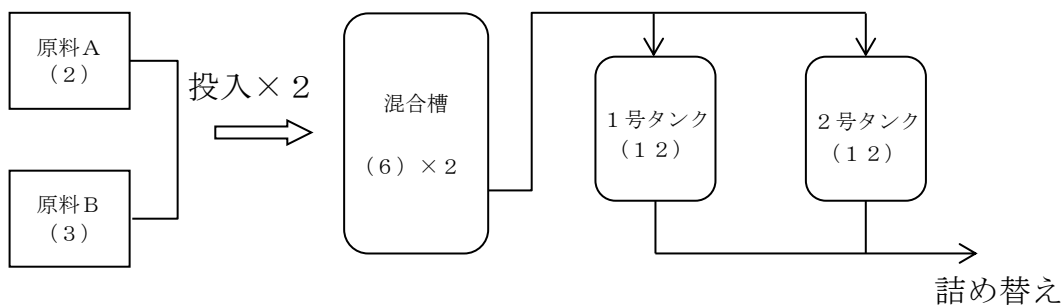 原料Ａ
（２）
投入×２
原料Ｂ
（３）
混合槽
（６）×２
１号タンク
（１２）
２号タンク
（１２）
詰め替え